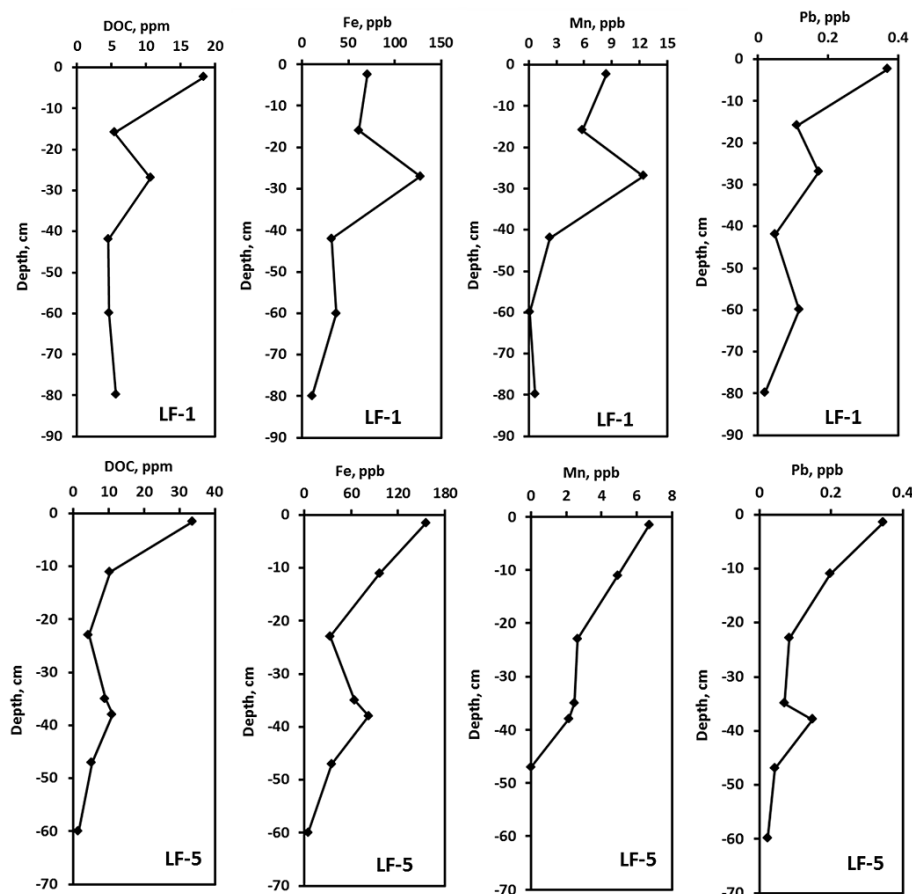 DOC, ppm
0 5 10 15 20
0
-10
-20
-30
-40
-50
-60
-70
-80
-90
Depth, cm
LF-1
Fe, ppb
0 50 100 150
0
-10
-20
-30
-40
-50
-60
-70
-80
-90
Depth, cm
LF-1
Mn, ppb
0 3 6 9 12 15
0
-10
-20
-30
-40
-50
-60
-70
-80
-90
Depth, cm
LF-1
Pb, ppb
0 0.2 0.4
0
-10
-20
-30
-40
-50
-60
-70
-80
-90
Depth, cm
LF-1
DOC, ppm
0 10 20 30 40
0
-10
-20
-30
-40
-50
-60
-70
Depth, cm
LF-5
Fe, ppb
0 60 120 180
0
-10
-20
-30
-40
-50
-60
-70
Depth, cm
LF-5
Mn, ppb
0 2 4 6 8
0
-10
-20
-30
-40
-50
-60
-70
Depth, cm
LF-5
Pb, ppb
0 0.2 0.4
0
-10
-20
-30
-40
-50
-60
-70
Depth, cm
LF-5